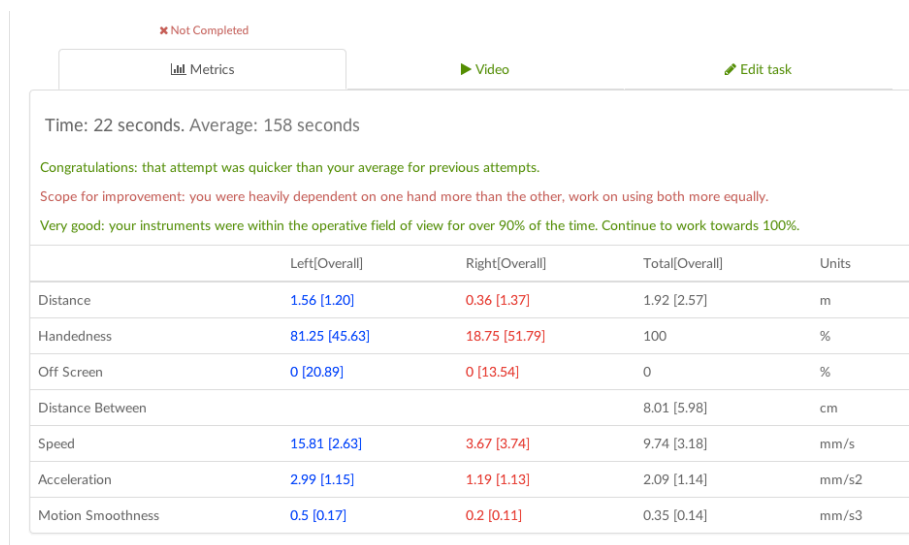 ✖ Not Completed
Metrics Video Edit task
Time: 22 seconds. Average: 158 seconds
Congratulations: that attempt was quicker than your average for previous attempts.
Scope for improvement: you were heavily dependent on one hand more than the other, work on using both more equally.
Very good: your instruments were within the operative field of view for over 90% of the time. Continue to work towards 100%.
Left[Overall] Right[Overall] Total[Overall] Units
Distance 1.56 [1.20] 0.36 [1.37] 1.92 [2.57] m
Handedness 81.25 [45.63] 18.75 [51.79] 100 %
Off Screen 0 [20.89] 0 [13.54] 0 %
Distance Between 8.01 [5.98] cm
Speed 15.81 [2.63] 3.67 [3.74] 9.74 [3.18] mm/s
Acceleration 2.99 [1.15] 1.19 [1.13] 2.09 [1.14] mm/s2
Motion Smoothness 0.5 [0.17] 0.2 [0.11] 0.35 [0.14] mm/s3